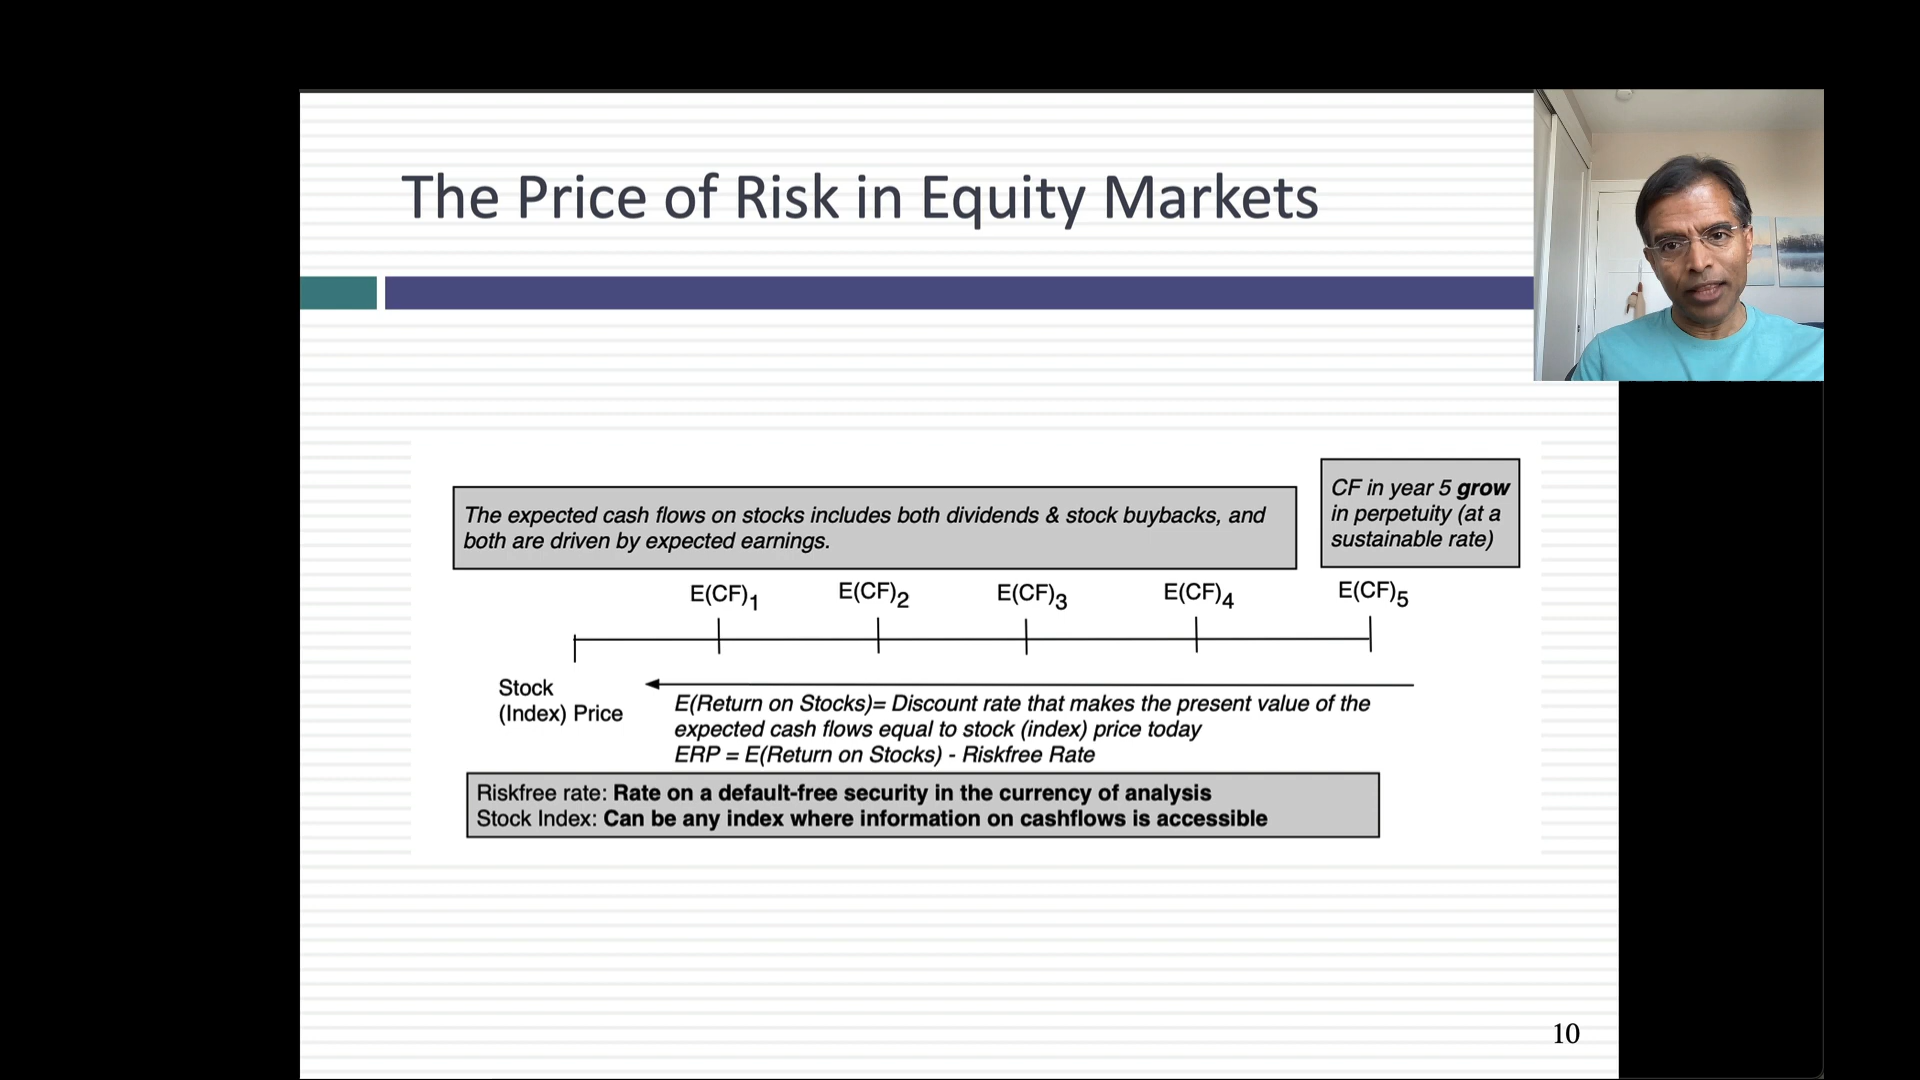 The Price of Risk in Equity Markets
The expected cash flows on stocks includes both dividends & stock buybacks, and
both are driven by expected earnings.
CF in year 5 grow
in perpetuity (at a
sustainable rate)
E(CF)1 E(CF)2 E(CF)3 E(CF)4 E(CF)5
Stock
(Index) Price
E(Return on Stocks)= Discount rate that makes the present value of the
expected cash flows equal to stock (index) price today
ERP = E(Return on Stocks) - Riskfree Rate
Riskfree rate: Rate on a default-free security in the currency of analysis
Stock Index: Can be any index where information on cashflows is accessible
10